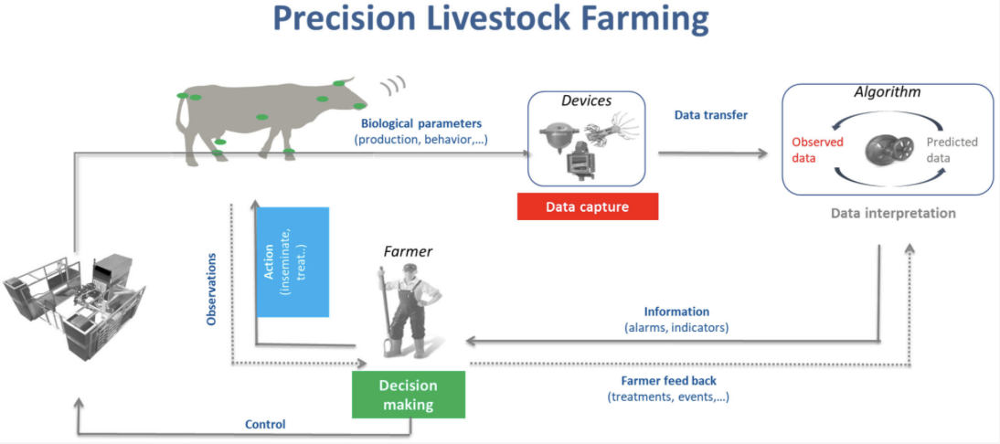 Precision Livestock Farming
Biological parameters
(production, behavior,...)
Devices
Data capture
Data transfer
Algorithm
Observed
data
Predicted
data
Data interpretation
Observations
Action
(inseminate,
treat..)
Farmer
Decision
making
Information
(alarms, indicators)
Farmer feed back
(treatments, events,...)
Control